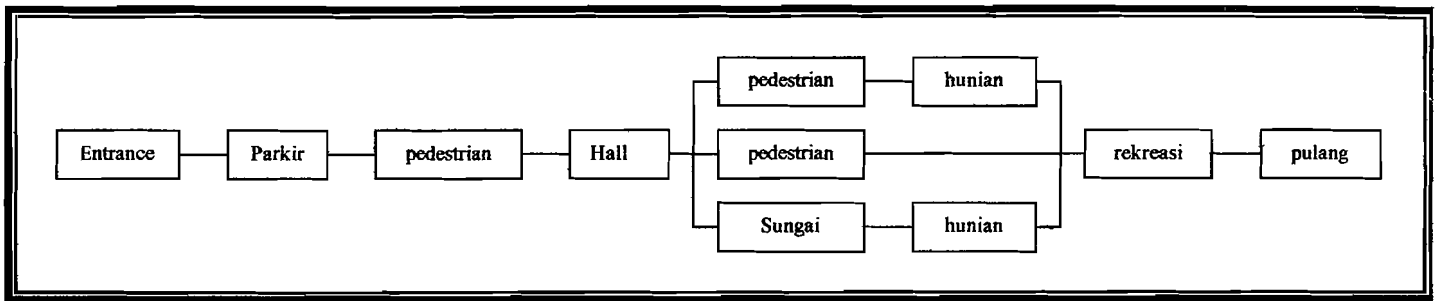 pedestrian hunian
Entrance Parkir pedestrian Hall pedestrian rekreasi pulang
Sungai hunian